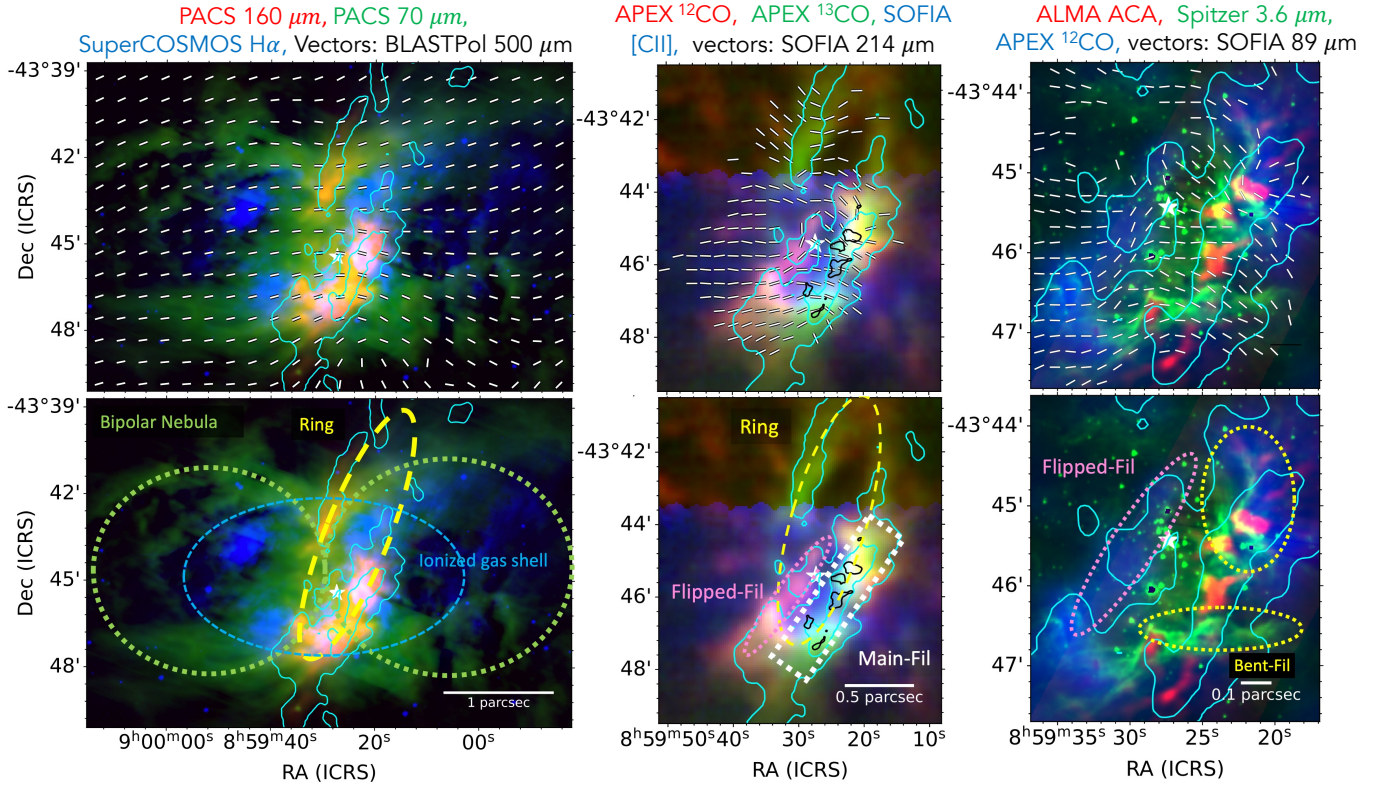 PACS 160 μm, PACS 70 μm,
SuperCOSMOS Hα, Vectors: BLASTPol 500 μm
APEX ¹²CO, APEX ¹³CO, SOFIA
[CII], vectors: SOFIA 214 μm
ALMA ACA, Spitzer 3.6 μm,
APEX ¹²CO, vectors: SOFIA 89 μm
-43°39'
42'
45'
48'
Dec (ICRS)
-43°42'
44'
46'
48'
-43°44'
45'
46'
47'
-43°39'
42'
45'
48'
Dec (ICRS)
Bipolar Nebula
Ring
Ionized gas shell
1 parcsec
9ʰ00ᵐ00ˢ 8ʰ59ᵐ40ˢ 20ˢ 00ˢ
RA (ICRS)
-43°42'
44'
46'
48'
Ring
Flipped-Fil
Main-Fil
0.5 parcsec
8ʰ59ᵐ50ˢ 40ˢ 30ˢ 20ˢ 10ˢ
RA (ICRS)
-43°44'
45'
46'
47'
Flipped-Fil
Bent-Fil
0.1 parcsec
8ʰ59ᵐ35ˢ 25ˢ 20ˢ
RA (ICRS)